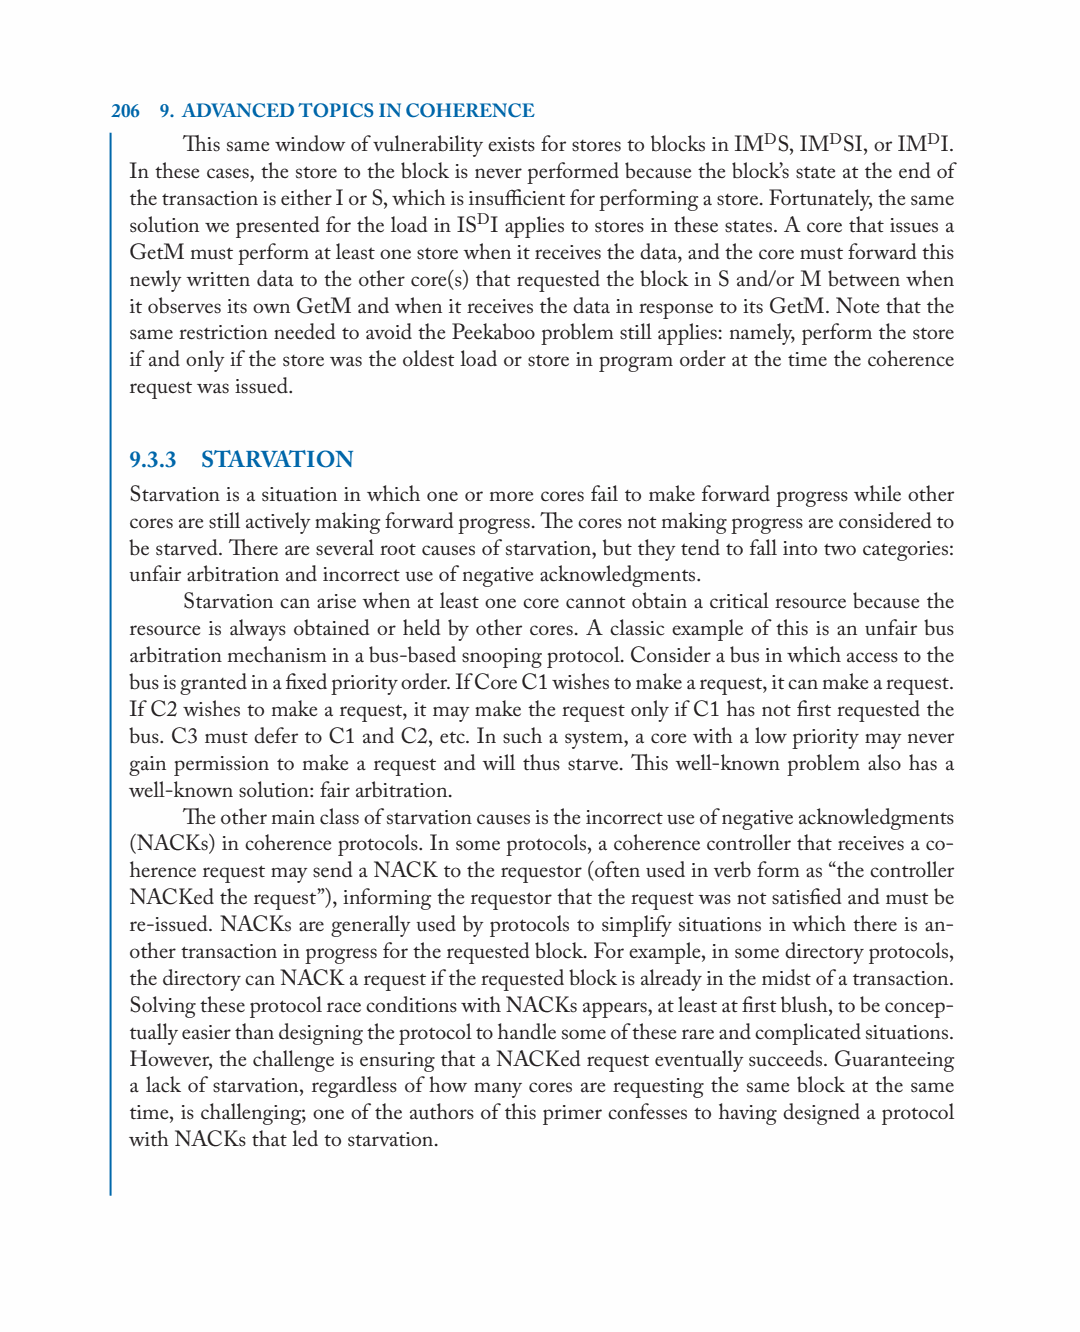 206 9. ADVANCED TOPICS IN COHERENCE
This same window of vulnerability exists for stores to blocks in IMᴰS, IMᴰSI, or IMᴰI.
In these cases, the store to the block is never performed because the block’s state at the end of
the transaction is either I or S, which is insufficient for performing a store. Fortunately, the same
solution we presented for the load in ISᴰI applies to stores in these states. A core that issues a
GetM must perform at least one store when it receives the data, and the core must forward this
newly written data to the other core(s) that requested the block in S and/or M between when
it observes its own GetM and when it receives the data in response to its GetM. Note that the
same restriction needed to avoid the Peekaboo problem still applies: namely, perform the store
if and only if the store was the oldest load or store in program order at the time the coherence
request was issued.
9.3.3 STARVATION
Starvation is a situation in which one or more cores fail to make forward progress while other
cores are still actively making forward progress. The cores not making progress are considered to
be starved. There are several root causes of starvation, but they tend to fall into two categories:
unfair arbitration and incorrect use of negative acknowledgments.
Starvation can arise when at least one core cannot obtain a critical resource because the
resource is always obtained or held by other cores. A classic example of this is an unfair bus
arbitration mechanism in a bus-based snooping protocol. Consider a bus in which access to the
bus is granted in a fixed priority order. If Core C1 wishes to make a request, it can make a request.
If C2 wishes to make a request, it may make the request only if C1 has not first requested the
bus. C3 must defer to C1 and C2, etc. In such a system, a core with a low priority may never
gain permission to make a request and will thus starve. This well-known problem also has a
well-known solution: fair arbitration.
The other main class of starvation causes is the incorrect use of negative acknowledgments
(NACKs) in coherence protocols. In some protocols, a coherence controller that receives a co-
herence request may send a NACK to the requestor (often used in verb form as “the controller
NACKed the request”), informing the requestor that the request was not satisfied and must be
re-issued. NACKs are generally used by protocols to simplify situations in which there is an-
other transaction in progress for the requested block. For example, in some directory protocols,
the directory can NACK a request if the requested block is already in the midst of a transaction.
Solving these protocol race conditions with NACKs appears, at least at first blush, to be concep-
tually easier than designing the protocol to handle some of these rare and complicated situations.
However, the challenge is ensuring that a NACKed request eventually succeeds. Guaranteeing
a lack of starvation, regardless of how many cores are requesting the same block at the same
time, is challenging; one of the authors of this primer confesses to having designed a protocol
with NACKs that led to starvation.